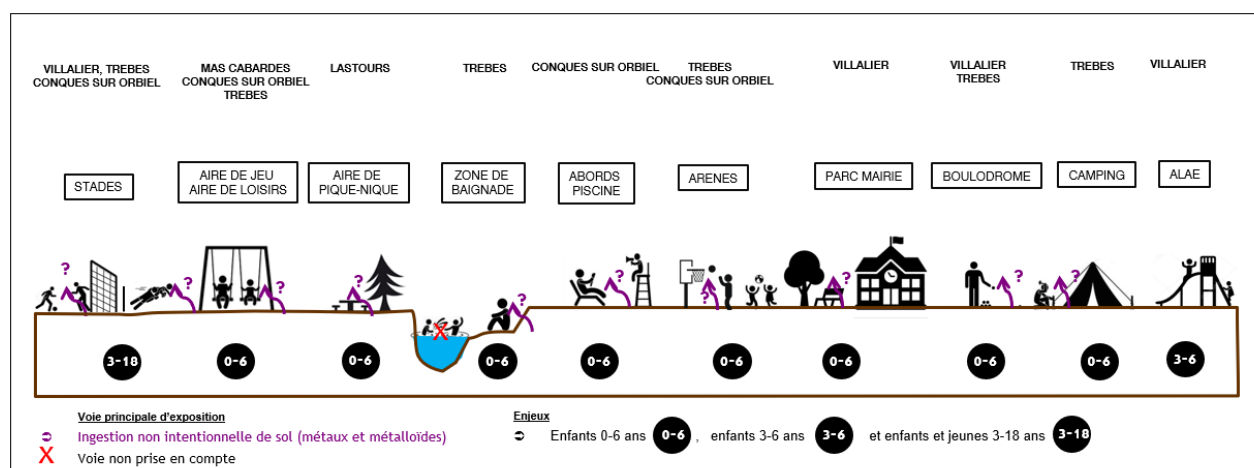 VILLALIER, TREBES
CONQUES SUR ORBIEL
MAS CABARDES
CONQUES SUR ORBIEL
TREBES
LASTOURS
TREBES
CONQUES SUR ORBIEL
TREBES
CONQUES SUR ORBIEL
VILLALIER
VILLALIER
TREBES
TREBES
VILLALIER
STADES
AIRE DE JEU
AIRE DE LOISIRS
AIRE DE
PIQUE-NIQUE
ZONE DE
BAIGNADE
ABORDS
PISCINE
ARENES
PARC MAIRIE
BOULODROME
CAMPING
ALAE
?
?
?
?
?
?
?
?
?
?
X
3-18
0-6
0-6
0-6
0-6
0-6
0-6
0-6
0-6
3-6
Voie principale d'exposition
Ingestion non intentionnelle de sol (métaux et métalloïdes)
X Voie non prise en compte
Enjeux
Enfants 0-6 ans 0-6 , enfants 3-6 ans 3-6 et enfants et jeunes 3-18 ans 3-18